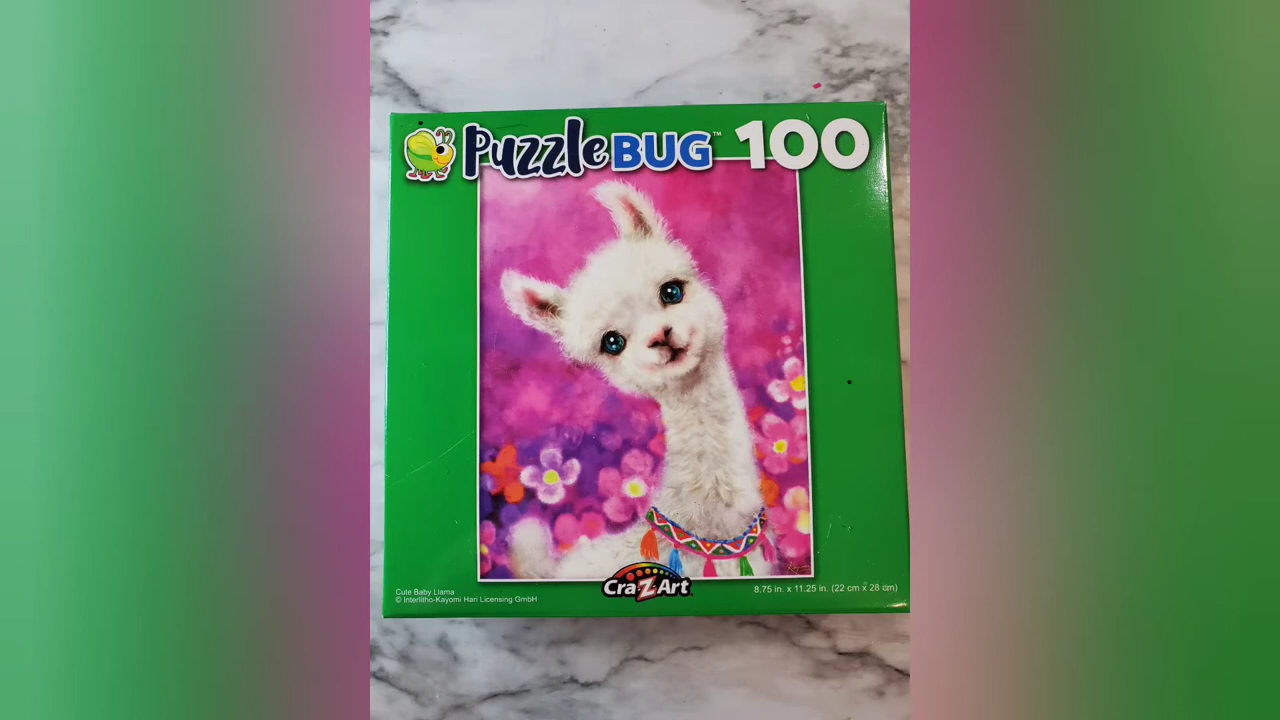 PuzzleBUG™ 100
Cute Baby Llama
© Interlitho-Kayomi Hari Licensing GmbH
Cra-Z-Art
8.75 in. x 11.25 in. (22 cm x 28 cm)